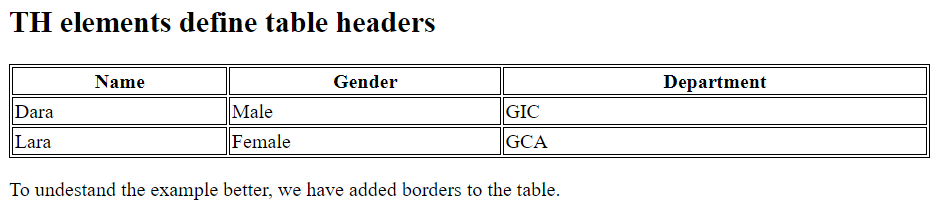 TH elements define table headers
Name Gender Department
Dara Male GIC
Lara Female GCA
To undestand the example better, we have added borders to the table.